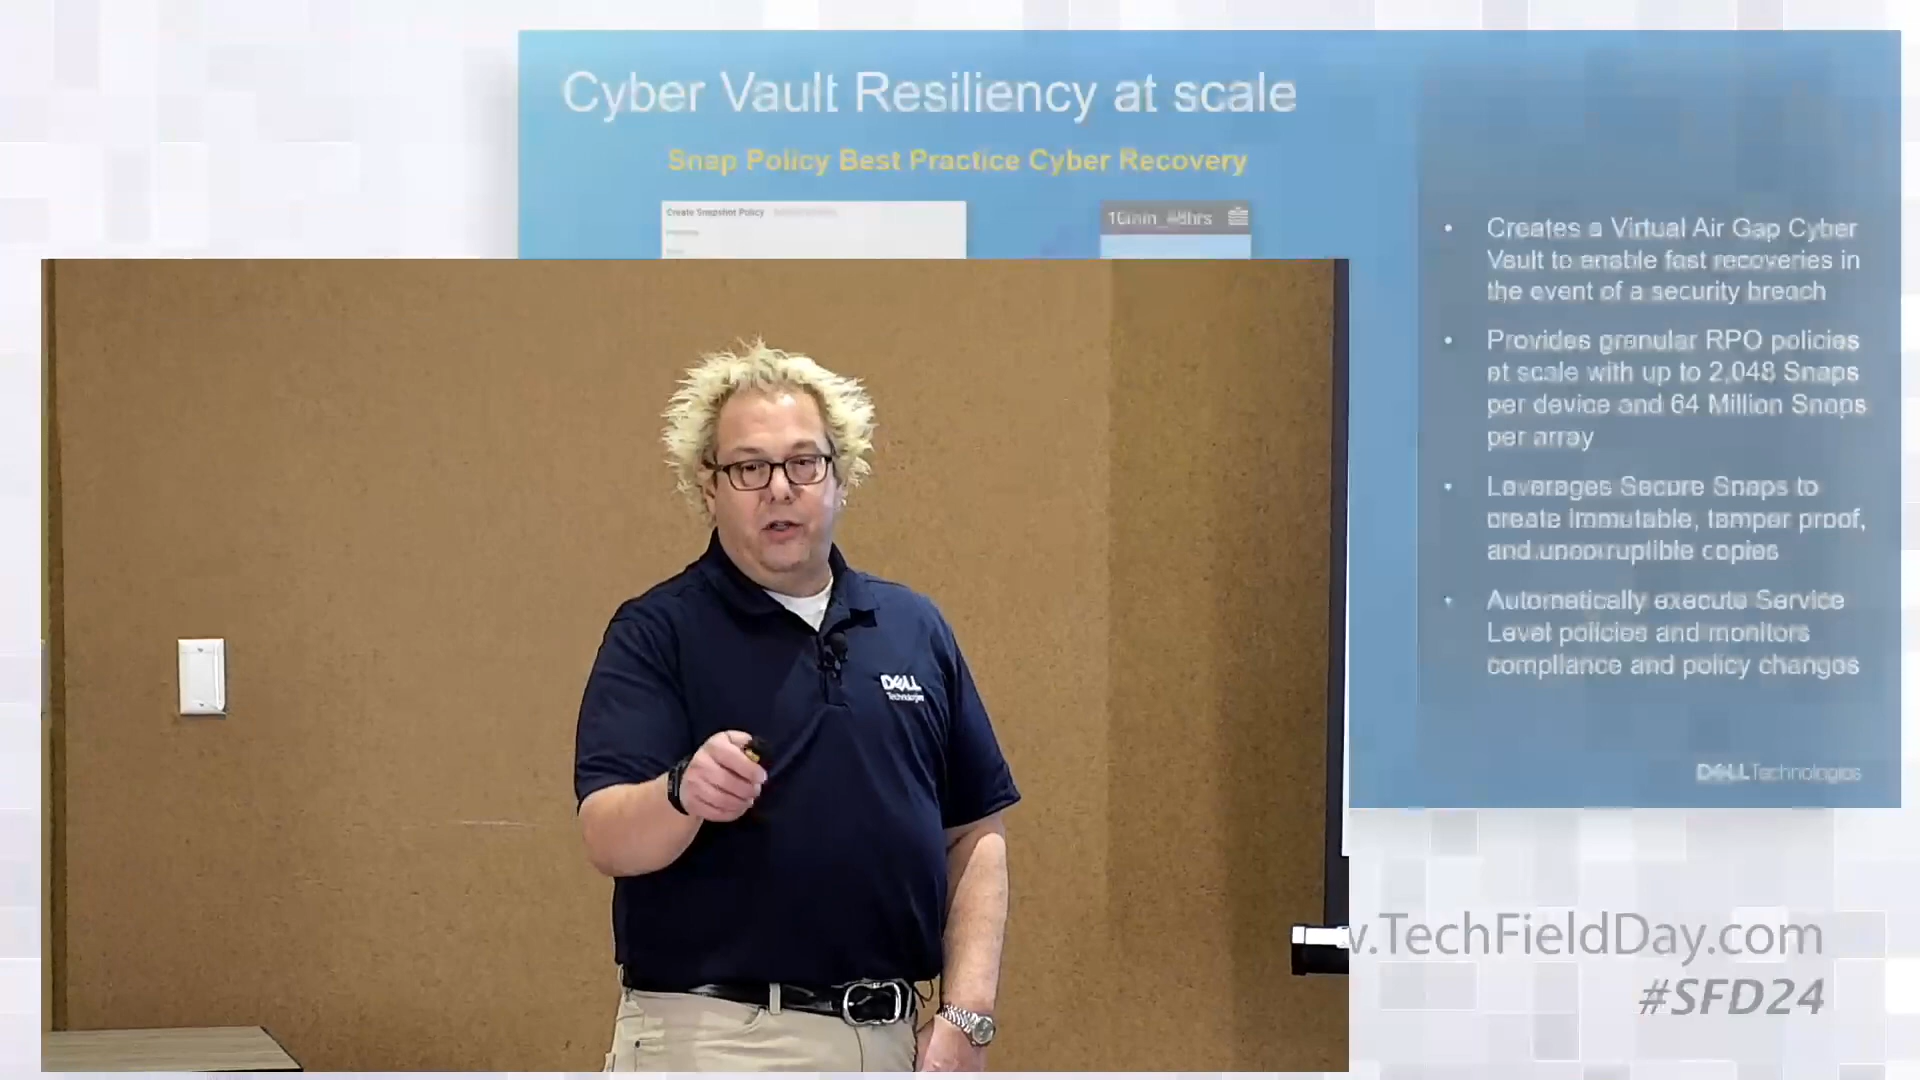 Cyber Vault Resiliency at scale
Snap Policy Best Practice Cyber Recovery
Create Snapshot Policy
10min_48hrs
• Creates a Virtual Air Gap Cyber
Vault to enable fast recoveries in
the event of a security breach
• Provides granular RPO policies
at scale with up to 2,048 Snaps
per device and 64 Million Snaps
per array
• Leverages Secure Snaps to
create immutable, tamper proof,
and uncorruptible copies
• Automatically execute Service
Level policies and monitors
compliance and policy changes
DELL Technologies
DELL
Technologies
w.TechFieldDay.com
#SFD24